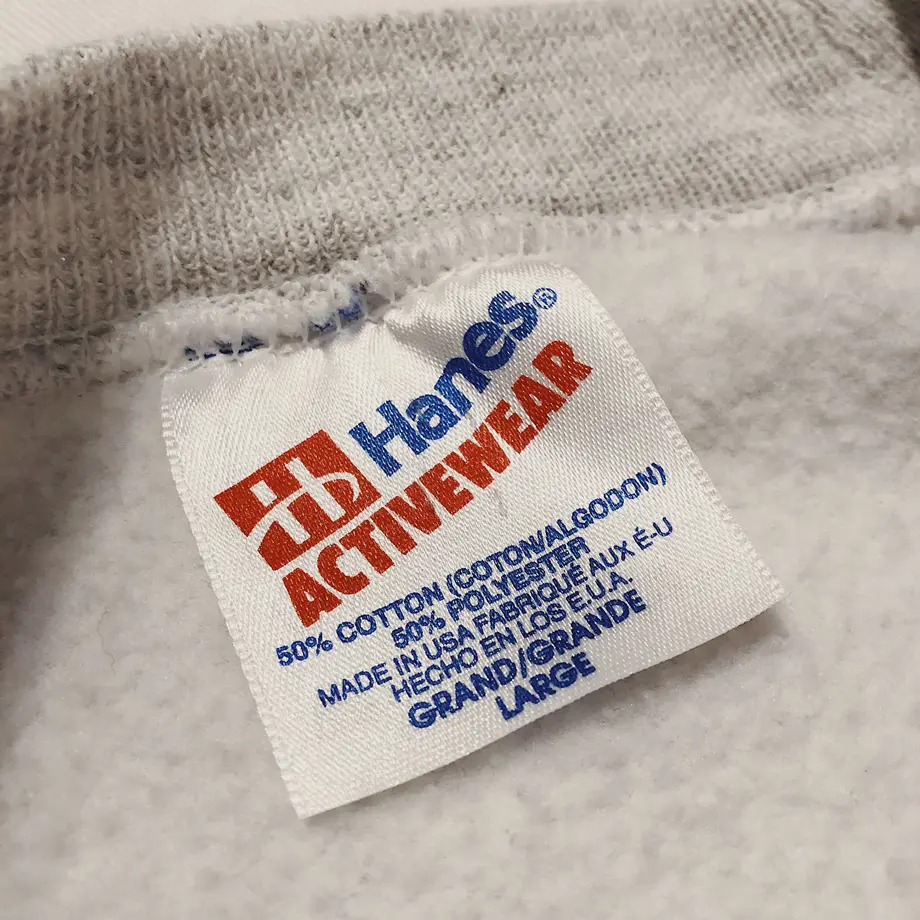 Hanes®
ACTIVEWEAR
50% COTTON (COTON/ALGODON)
50% POLYESTER
MADE IN USA FABRIQUÉ AUX É-U
HECHO EN LOS E.U.A.
GRAND/GRANDE
LARGE